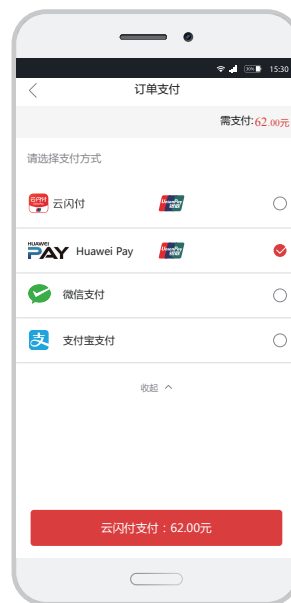 30%
15:30
订单支付
需支付:62.00元
请选择支付方式
云闪付
云闪付
UnionPay
银联
HUAWEI
PAY
Huawei Pay
UnionPay
银联
微信支付
支
支付宝支付
收起
云闪付支付：62.00元